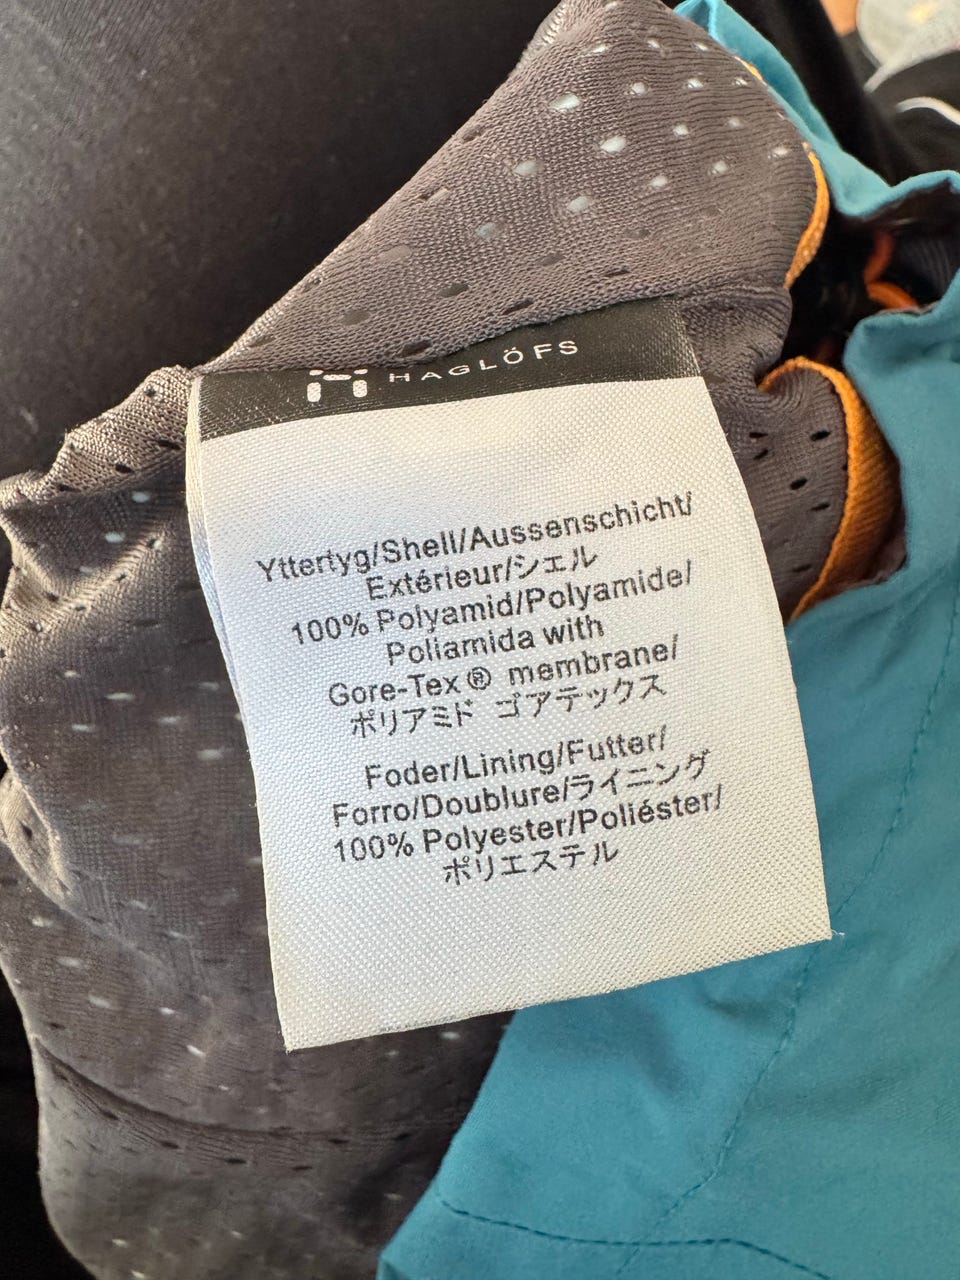 HAGLÖFS
Yttertyg/Shell/Aussenschicht/
Extérieur/シェル
100% Polyamid/Polyamide/
Poliamida with
Gore-Tex® membrane/
ポリアミド ゴアテックス
Foder/Lining/Futter/
Forro/Doublure/ライニング
100% Polyester/Poliéster/
ポリエステル